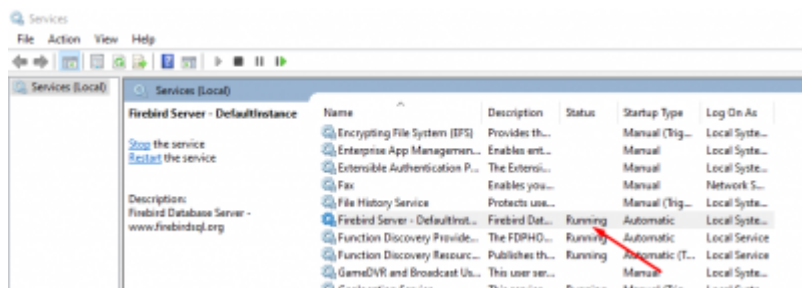 Services
File Action View Help
Services (Local)
Services (Local)
Firebird Server - DefaultInstance
Stop the service
Restart the service
Description:
Firebird Database Server -
www.firebirdsql.org
Name Description Status Startup Type Log On As
Encrypting File System (EFS) Provides th... Manual (Trig... Local Syste...
Enterprise App Managemen... Enables ent... Manual Local Syste...
Extensible Authentication P... The Extensi... Manual Local Syste...
Fax Enables you... Manual Network S...
File History Service Protects use... Manual (Trig... Local Syste...
Firebird Server - DefaultInst... Firebird Dat... Running Automatic Local Syste...
Function Discovery Provide... The FDPHO... Running Automatic Local Service
Function Discovery Resourc... Publishes th... Running Automatic (T... Local Service
GameDVR and Broadcast Us... This user ser... Manual Local Syste...